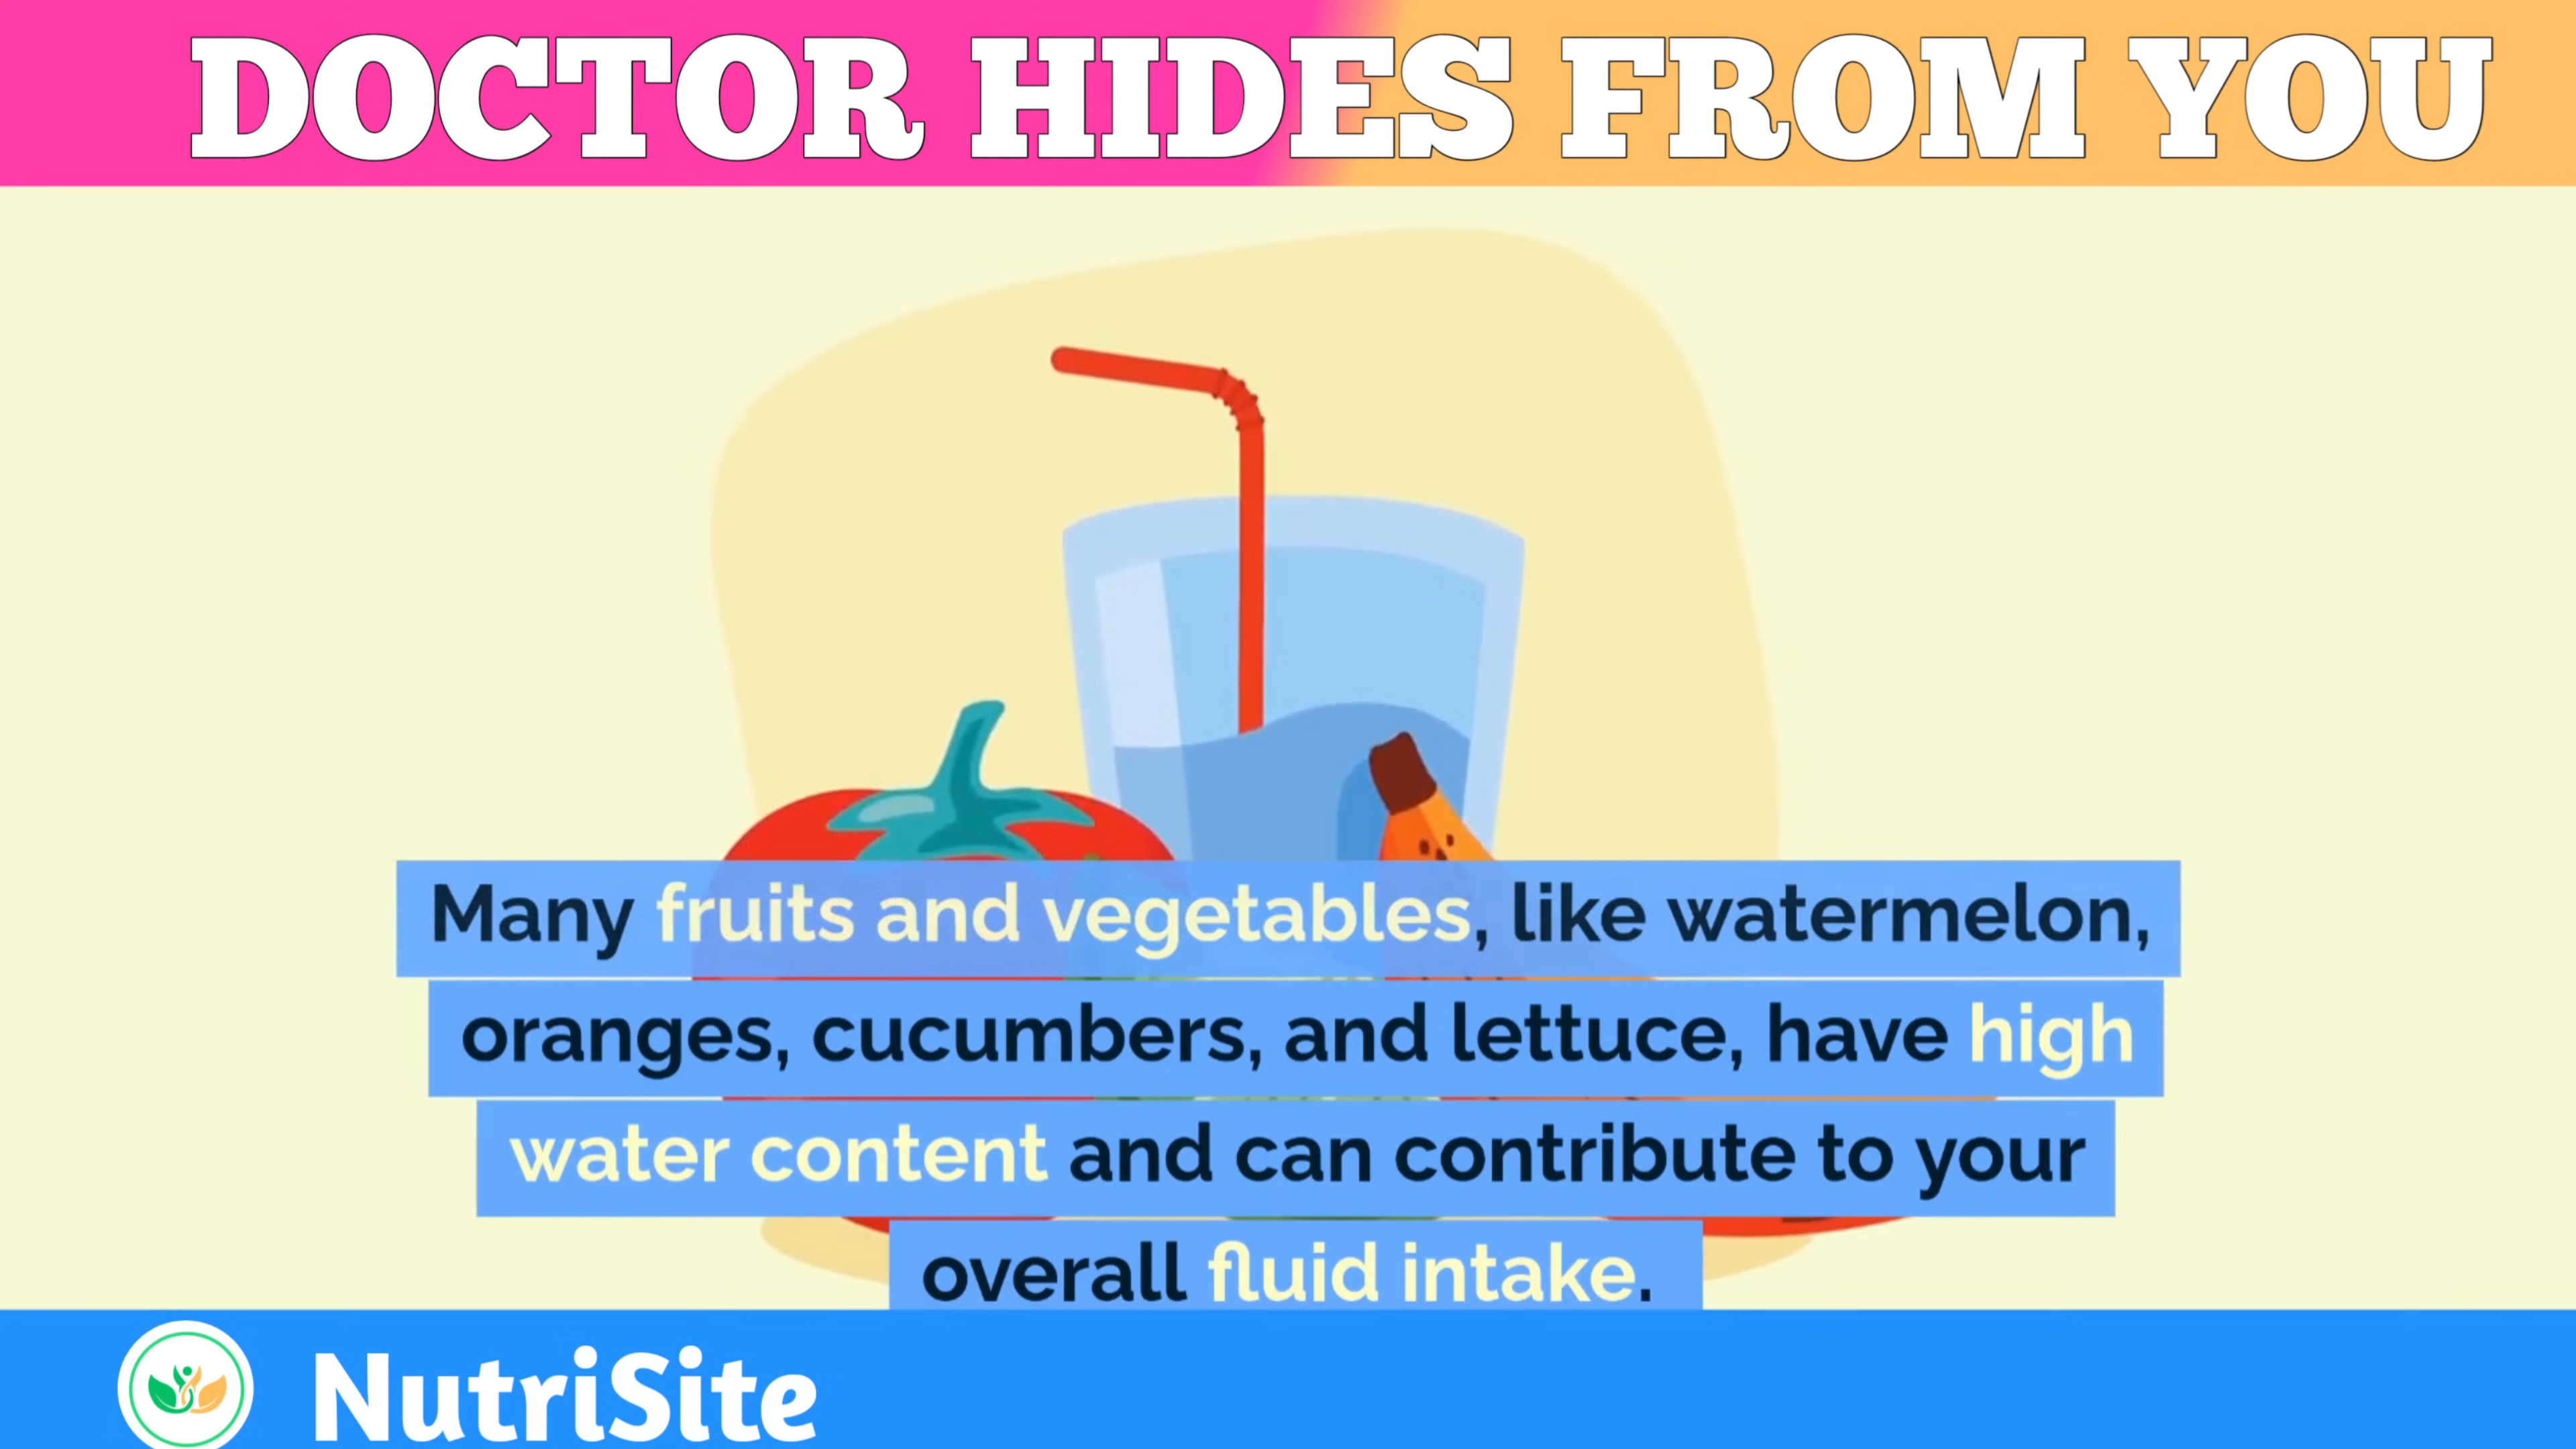 DOCTOR HIDES FROM YOU
Many fruits and vegetables, like watermelon,
oranges, cucumbers, and lettuce, have high
water content and can contribute to your
overall fluid intake.
NutriSite